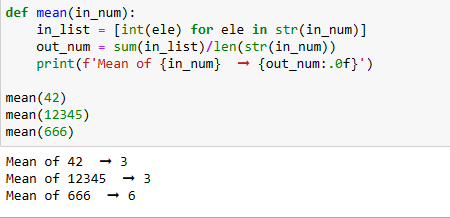 def mean(in_num):
    in_list = [int(ele) for ele in str(in_num)]
    out_num = sum(in_list)/len(str(in_num))
    print(f'Mean of {in_num}  ➞ {out_num:.0f}')

mean(42)
mean(12345)
mean(666)
Mean of 42  ➞ 3
Mean of 12345  ➞ 3
Mean of 666  ➞ 6